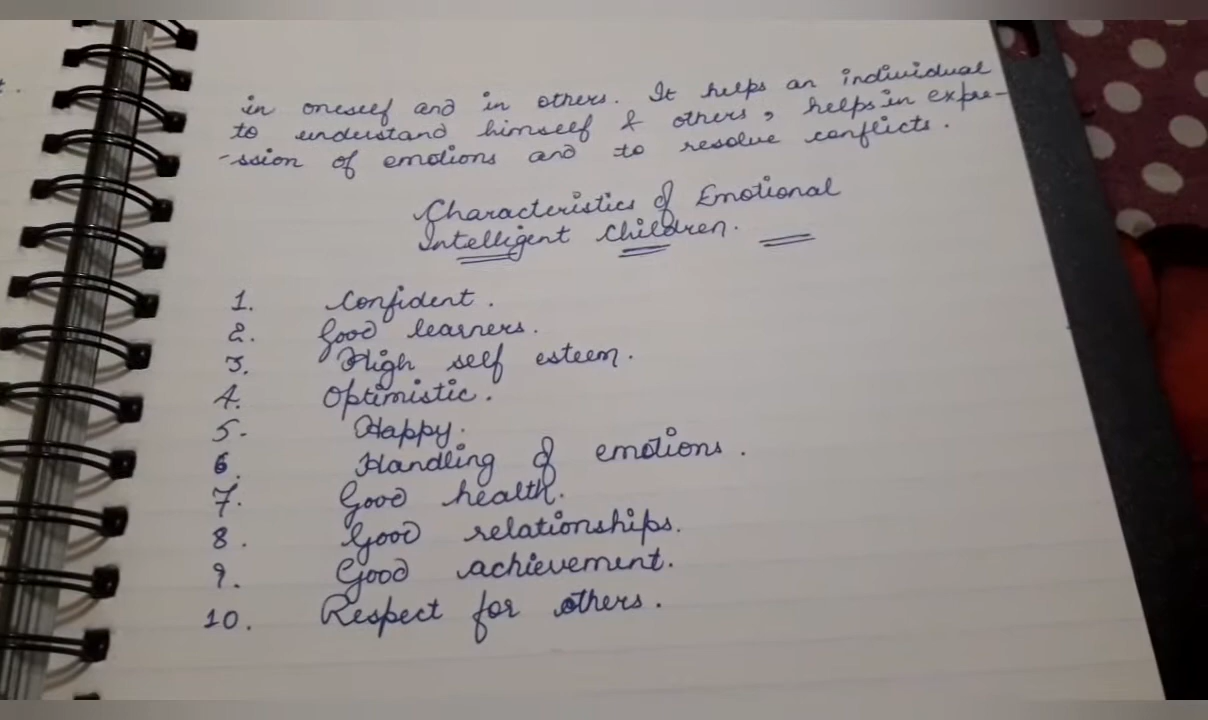 t.
in oneself and in others. It helps an individual
to understand himself & others, helps in expre-
-ssion of emotions and to resolve conflicts.
Characteristics of Emotional
Intelligent Children.
1. Confident.
2. Good learners.
3. High self esteem.
4. Optimistic.
5. Happy.
6. Handling of emotions.
7. Good health.
8. Good relationships.
9. Good achievement.
10. Respect for others.